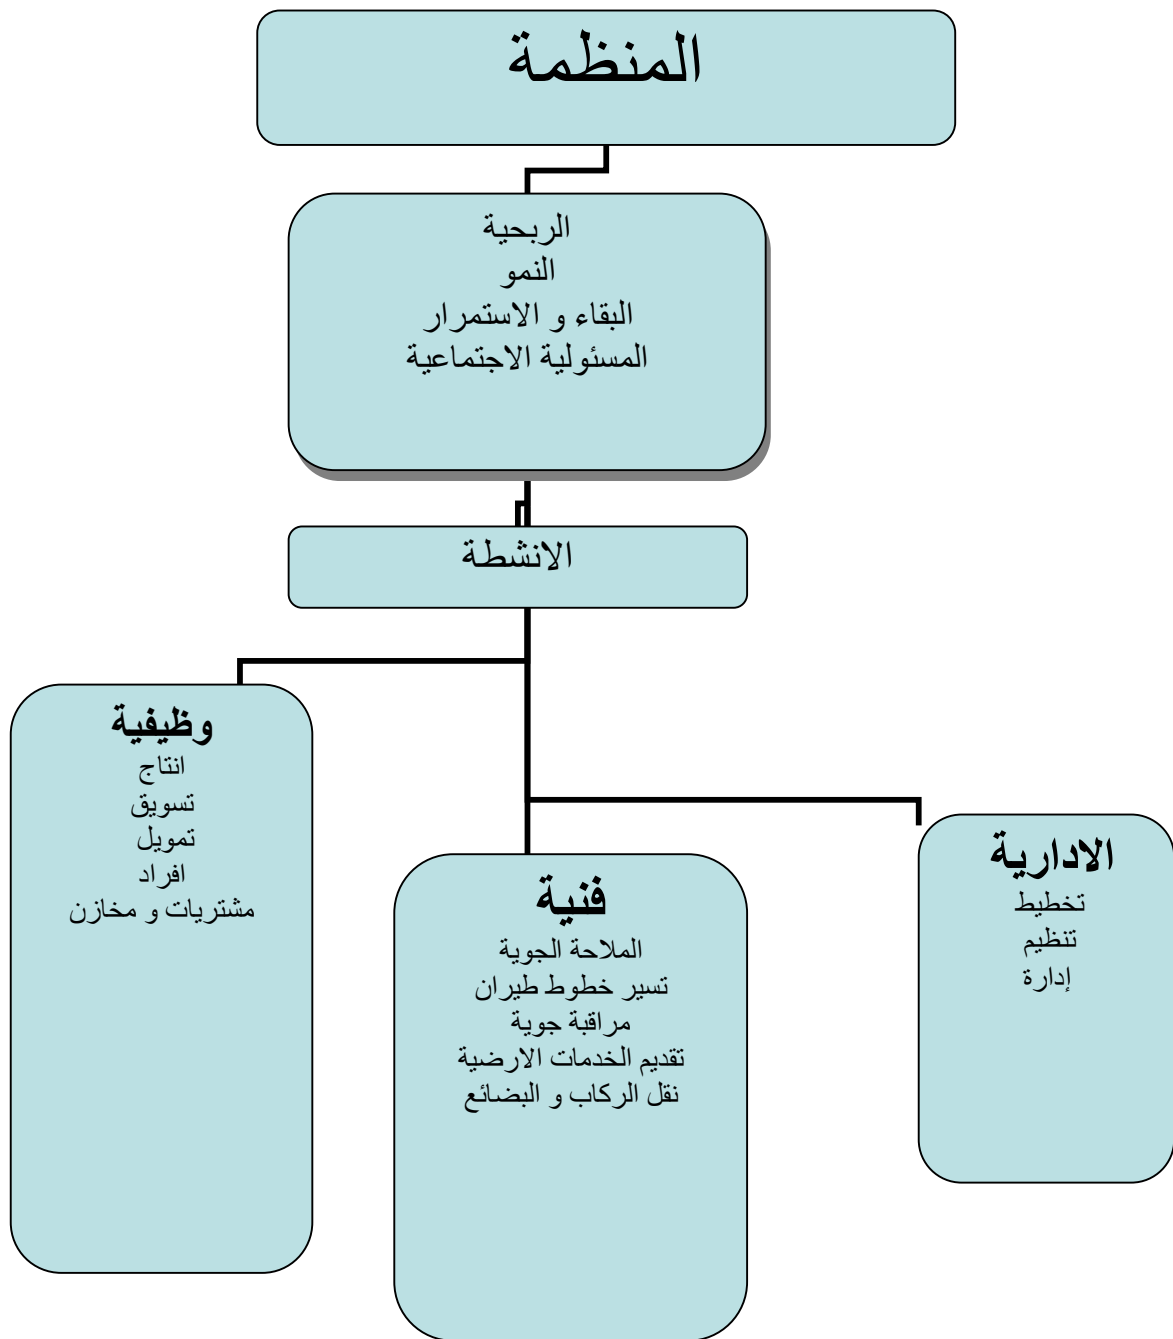 المنظمة
الربحية
النمو
البقاء و الاستمرار
المسئولية الاجتماعية
الانشطة
الادارية
تخطيط
تنظيم
إدارة
فنية
الملاحة الجوية
تسير خطوط طيران
مراقبة جوية
تقديم الخدمات الارضية
نقل الركاب و البضائع
وظيفية
انتاج
تسويق
تمويل
افراد
مشتريات و مخازن